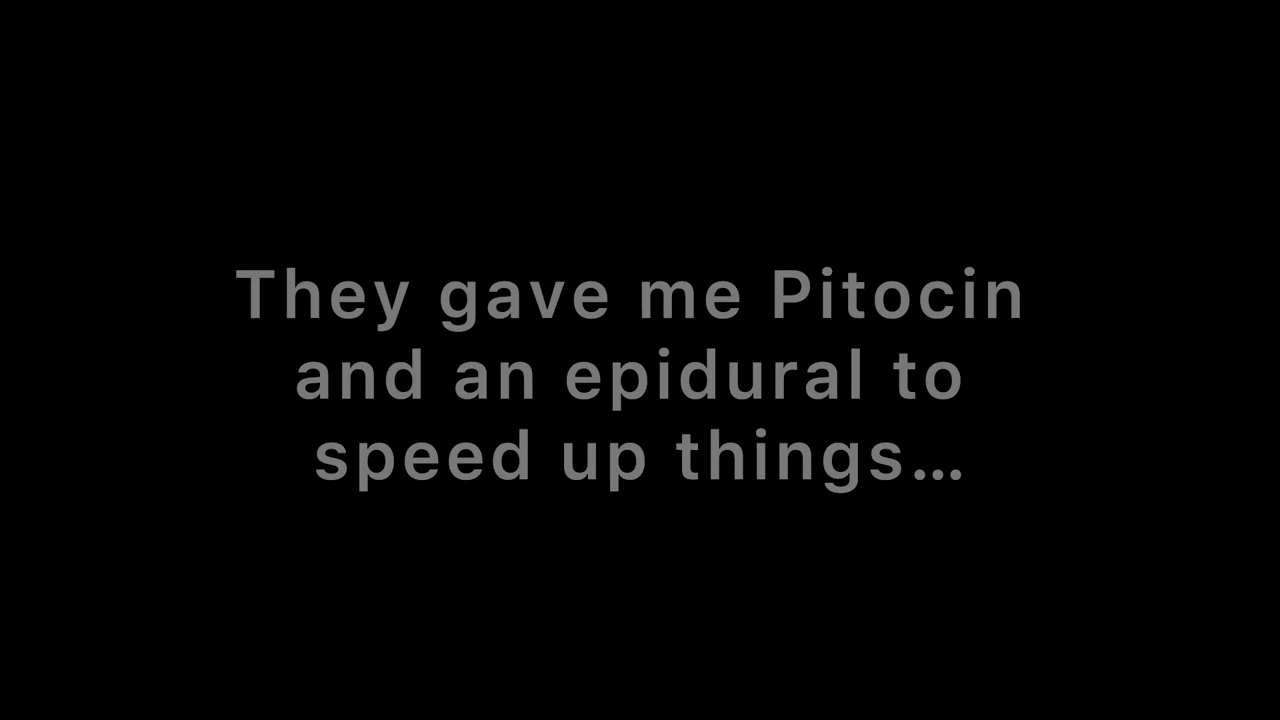 They gave me Pitocin
and an epidural to
speed up things…